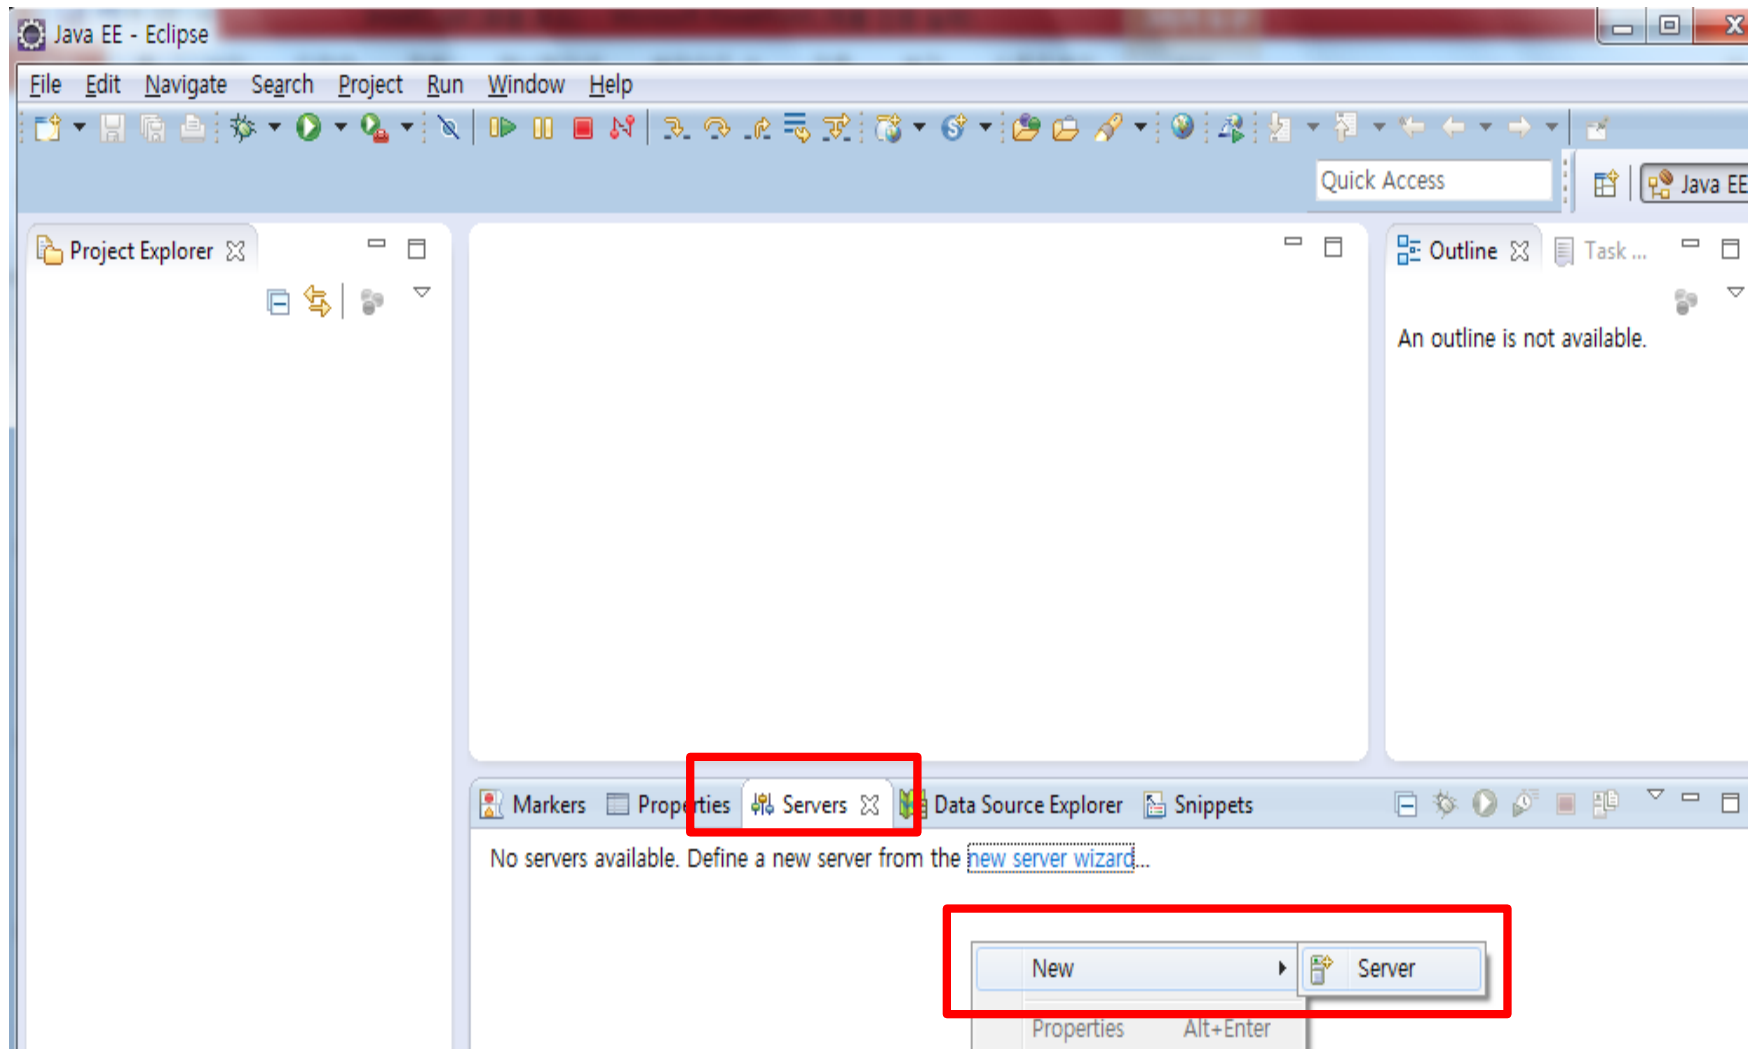 Java EE - Eclipse
File Edit Navigate Search Project Run Window Help
Quick Access
Java EE
Project Explorer
Outline Task ...
An outline is not available.
Markers Properties Servers Data Source Explorer Snippets
No servers available. Define a new server from the new server wizard...
New Server
Properties Alt+Enter